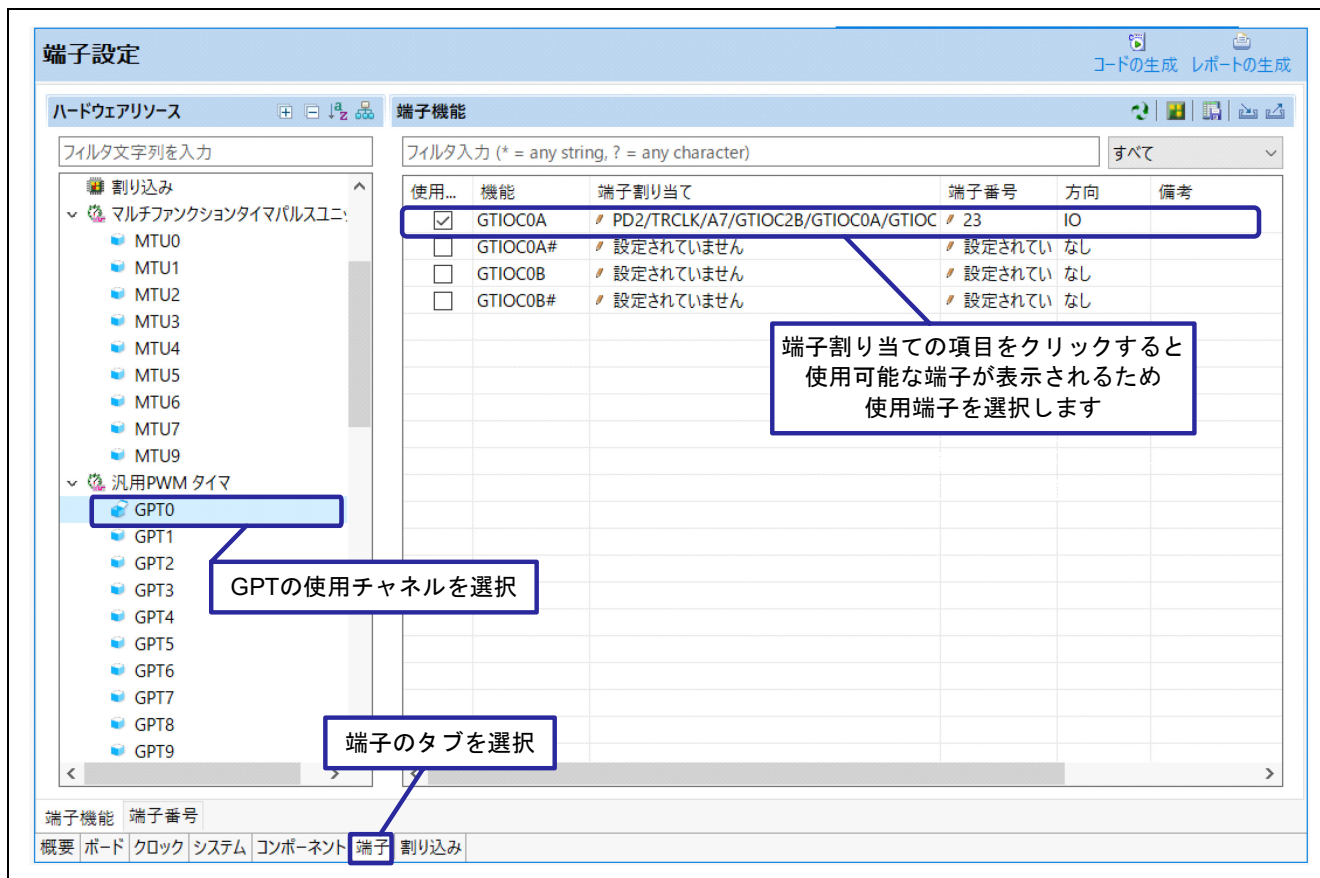 端子設定
コードの生成 レポートの生成
ハードウェアリソース
端子機能
フィルタ文字列を入力
フィルタ入力 (* = any string, ? = any character)
すべて
割り込み
マルチファンクションタイマパルスユニッ
MTU0
MTU1
MTU2
MTU3
MTU4
MTU5
MTU6
MTU7
MTU9
汎用PWM タイマ
GPT0
GPT1
GPT2
GPT3
GPT4
GPT5
GPT6
GPT7
GPT8
GPT9
使用... 機能 端子割り当て 端子番号 方向 備考
GTIOC0A PD2/TRCLK/A7/GTIOC2B/GTIOC0A/GTIOC 23 IO
GTIOC0A# 設定されていません 設定されてい なし
GTIOC0B 設定されていません 設定されてい なし
GTIOC0B# 設定されていません 設定されてい なし
端子割り当ての項目をクリックすると
使用可能な端子が表示されるため
使用端子を選択します
GPTの使用チャネルを選択
端子のタブを選択
端子機能 端子番号
概要 ボード クロック システム コンポーネント 端子 割り込み